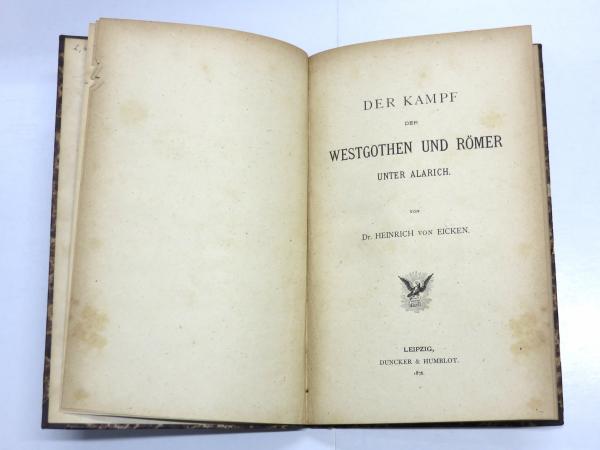 DER KAMPF
DER
WESTGOTHEN UND RÖMER
UNTER ALARICH.
VON
Dr. HEINRICH VON EICKEN.
LEIPZIG,
DUNCKER & HUMBLOT.
1876.